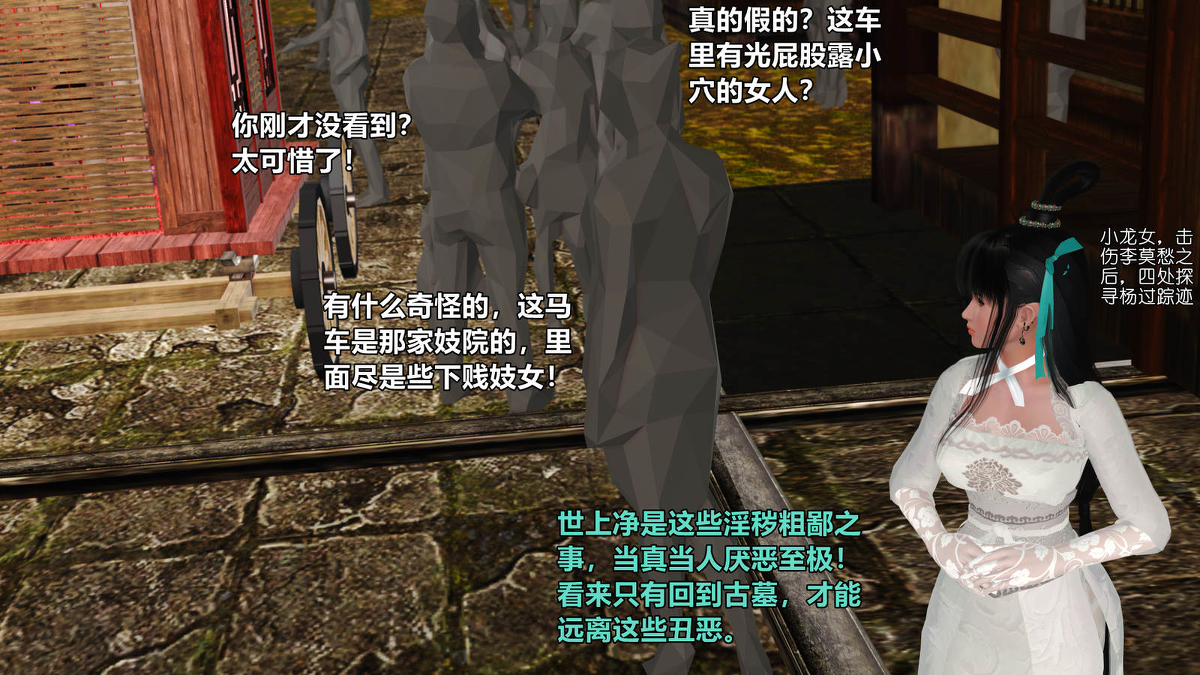 真的假的？这车
里有光屁股露小
穴的女人？
你刚才没看到？
太可惜了！
小龙女，击
伤李莫愁之
后，四处探
寻杨过踪迹
有什么奇怪的，这马
车是那家妓院的，里
面尽是些下贱妓女！
世上净是这些淫秽粗鄙之
事，当真当人厌恶至极！
看来只有回到古墓，才能
远离这些丑恶。